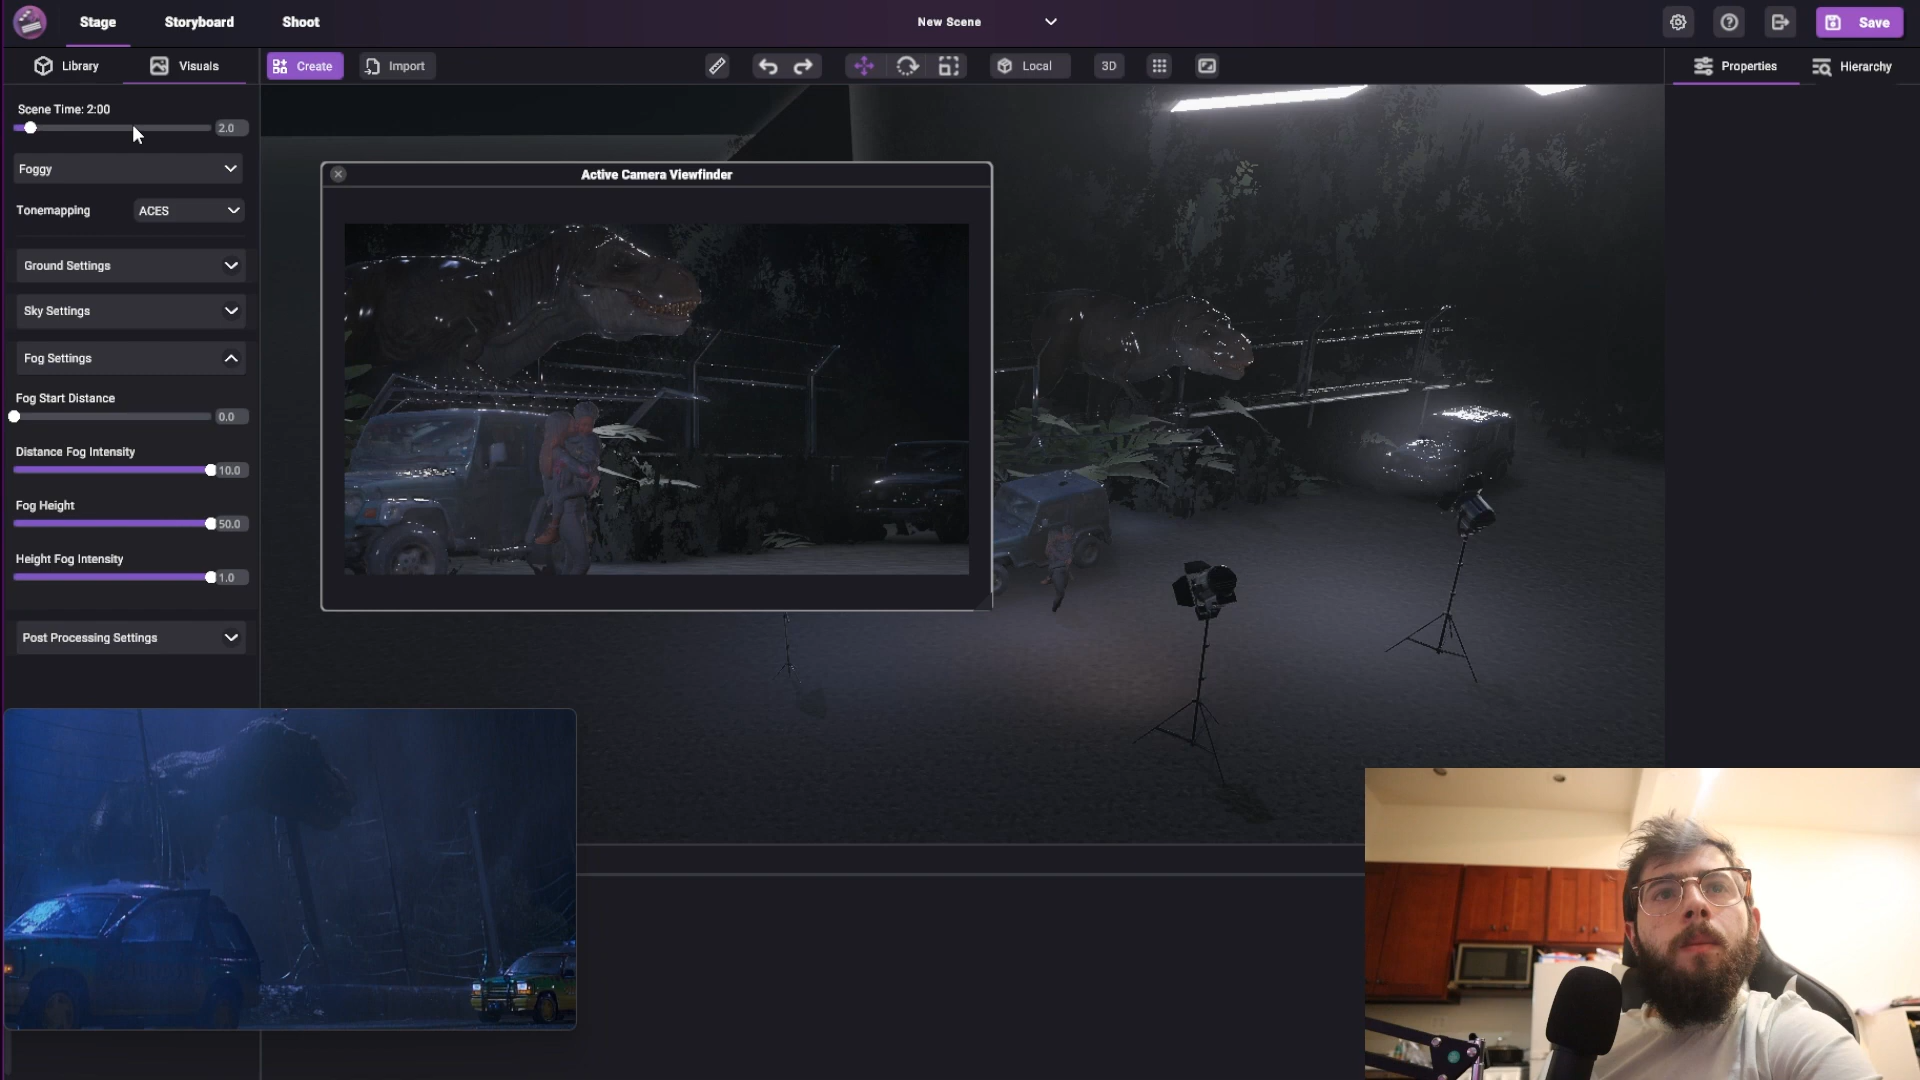 Stage
Storyboard
Shoot
New Scene
Save
Library
Visuals
Create
Import
Local
3D
Properties
Hierarchy
Scene Time: 2:00
2.0
Foggy
Tonemapping
ACES
Ground Settings
Sky Settings
Fog Settings
Fog Start Distance
0.0
Distance Fog Intensity
10.0
Fog Height
50.0
Height Fog Intensity
1.0
Post Processing Settings
Active Camera Viewfinder